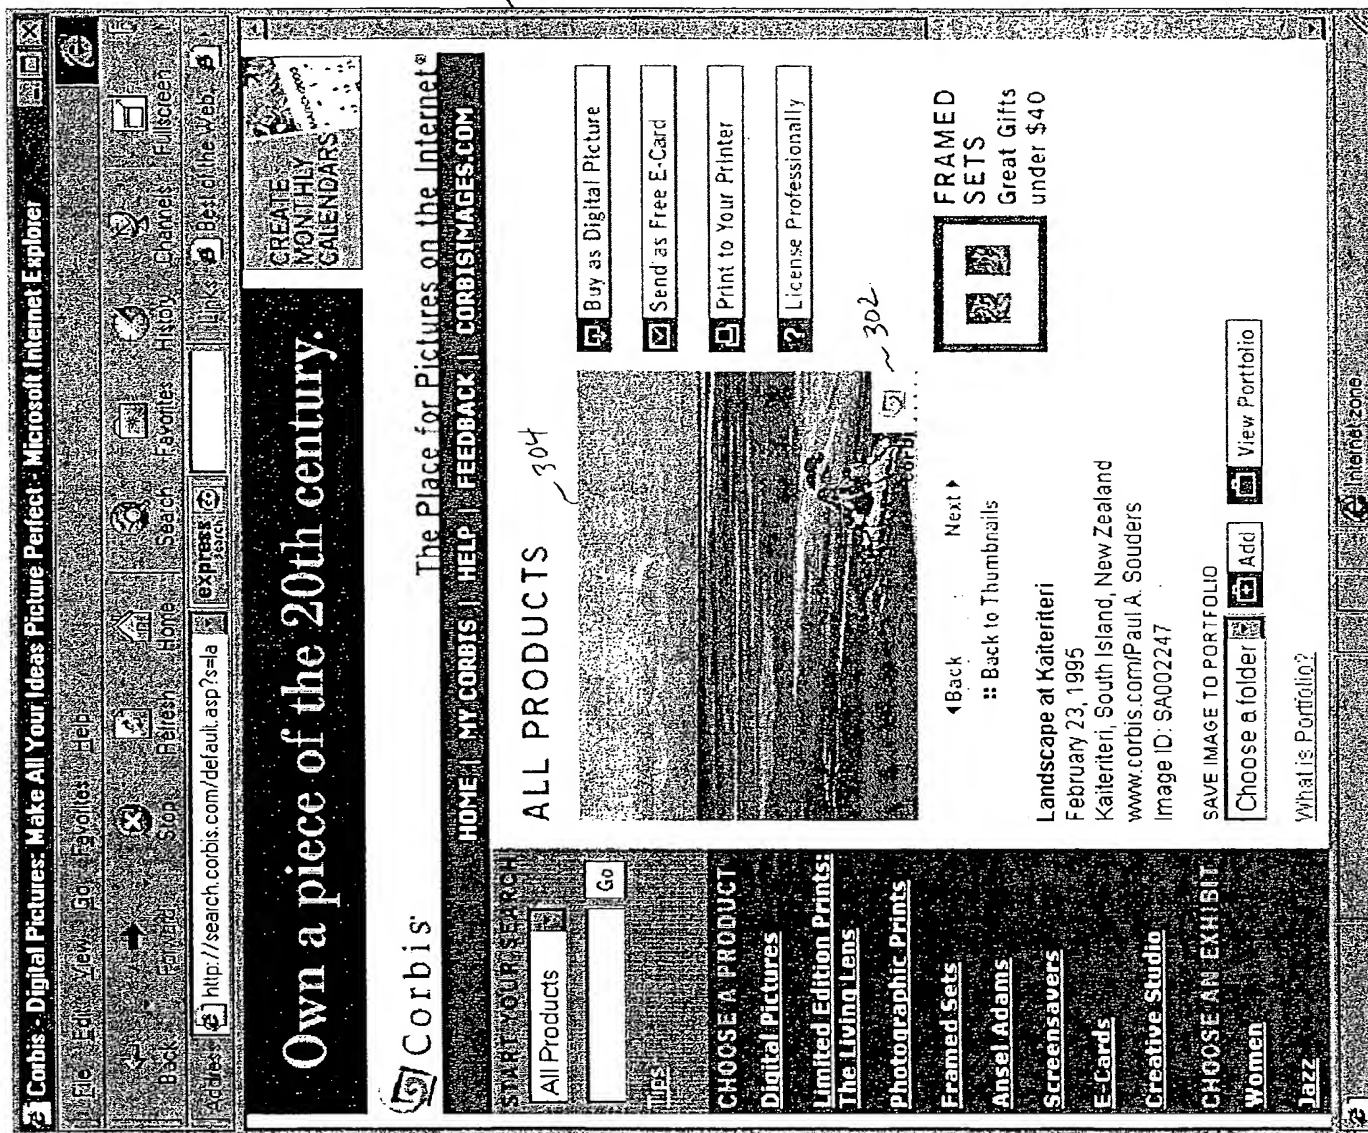 Corbis - Digital Pictures: Make All Your Ideas Picture Perfect - Microsoft Internet Explorer
File Edit View Go Favorites Help
Back Forward Stop Refresh Home Search Favorites History Channels Fullscreen
Address http://search.corbis.com/default.asp?s=la express search Links Best of the Web
Own a piece of the 20th century.
CREATE
MONTHLY
CALENDARS
Corbis
The Place for Pictures on the Internet®
HOME | MY CORBIS | HELP | FEEDBACK | CORBISIMAGES.COM
START YOUR SEARCH
All Products
Go
Tips
CHOOSE A PRODUCT
Digital Pictures
Limited Edition Prints:
The Living Lens
Photographic Prints
Framed Sets
Ansel Adams
Screensavers
E-Cards
Creative Studio
CHOOSE AN EXHIBIT
Women
Jazz
ALL PRODUCTS
304
302
Buy as Digital Picture
Send as Free E-Card
Print to Your Printer
License Professionally
Back Next
:: Back to Thumbnails
Landscape at Kaiteriteri
February 23, 1995
Kaiteriteri, South Island, New Zealand
www.corbis.com/Paul A. Souders
Image ID: SA002247
SAVE IMAGE TO PORTFOLIO
Choose a folder Add View Portfolio
What is Portfolio?
FRAMED
SETS
Great Gifts
under $40
Internet zone